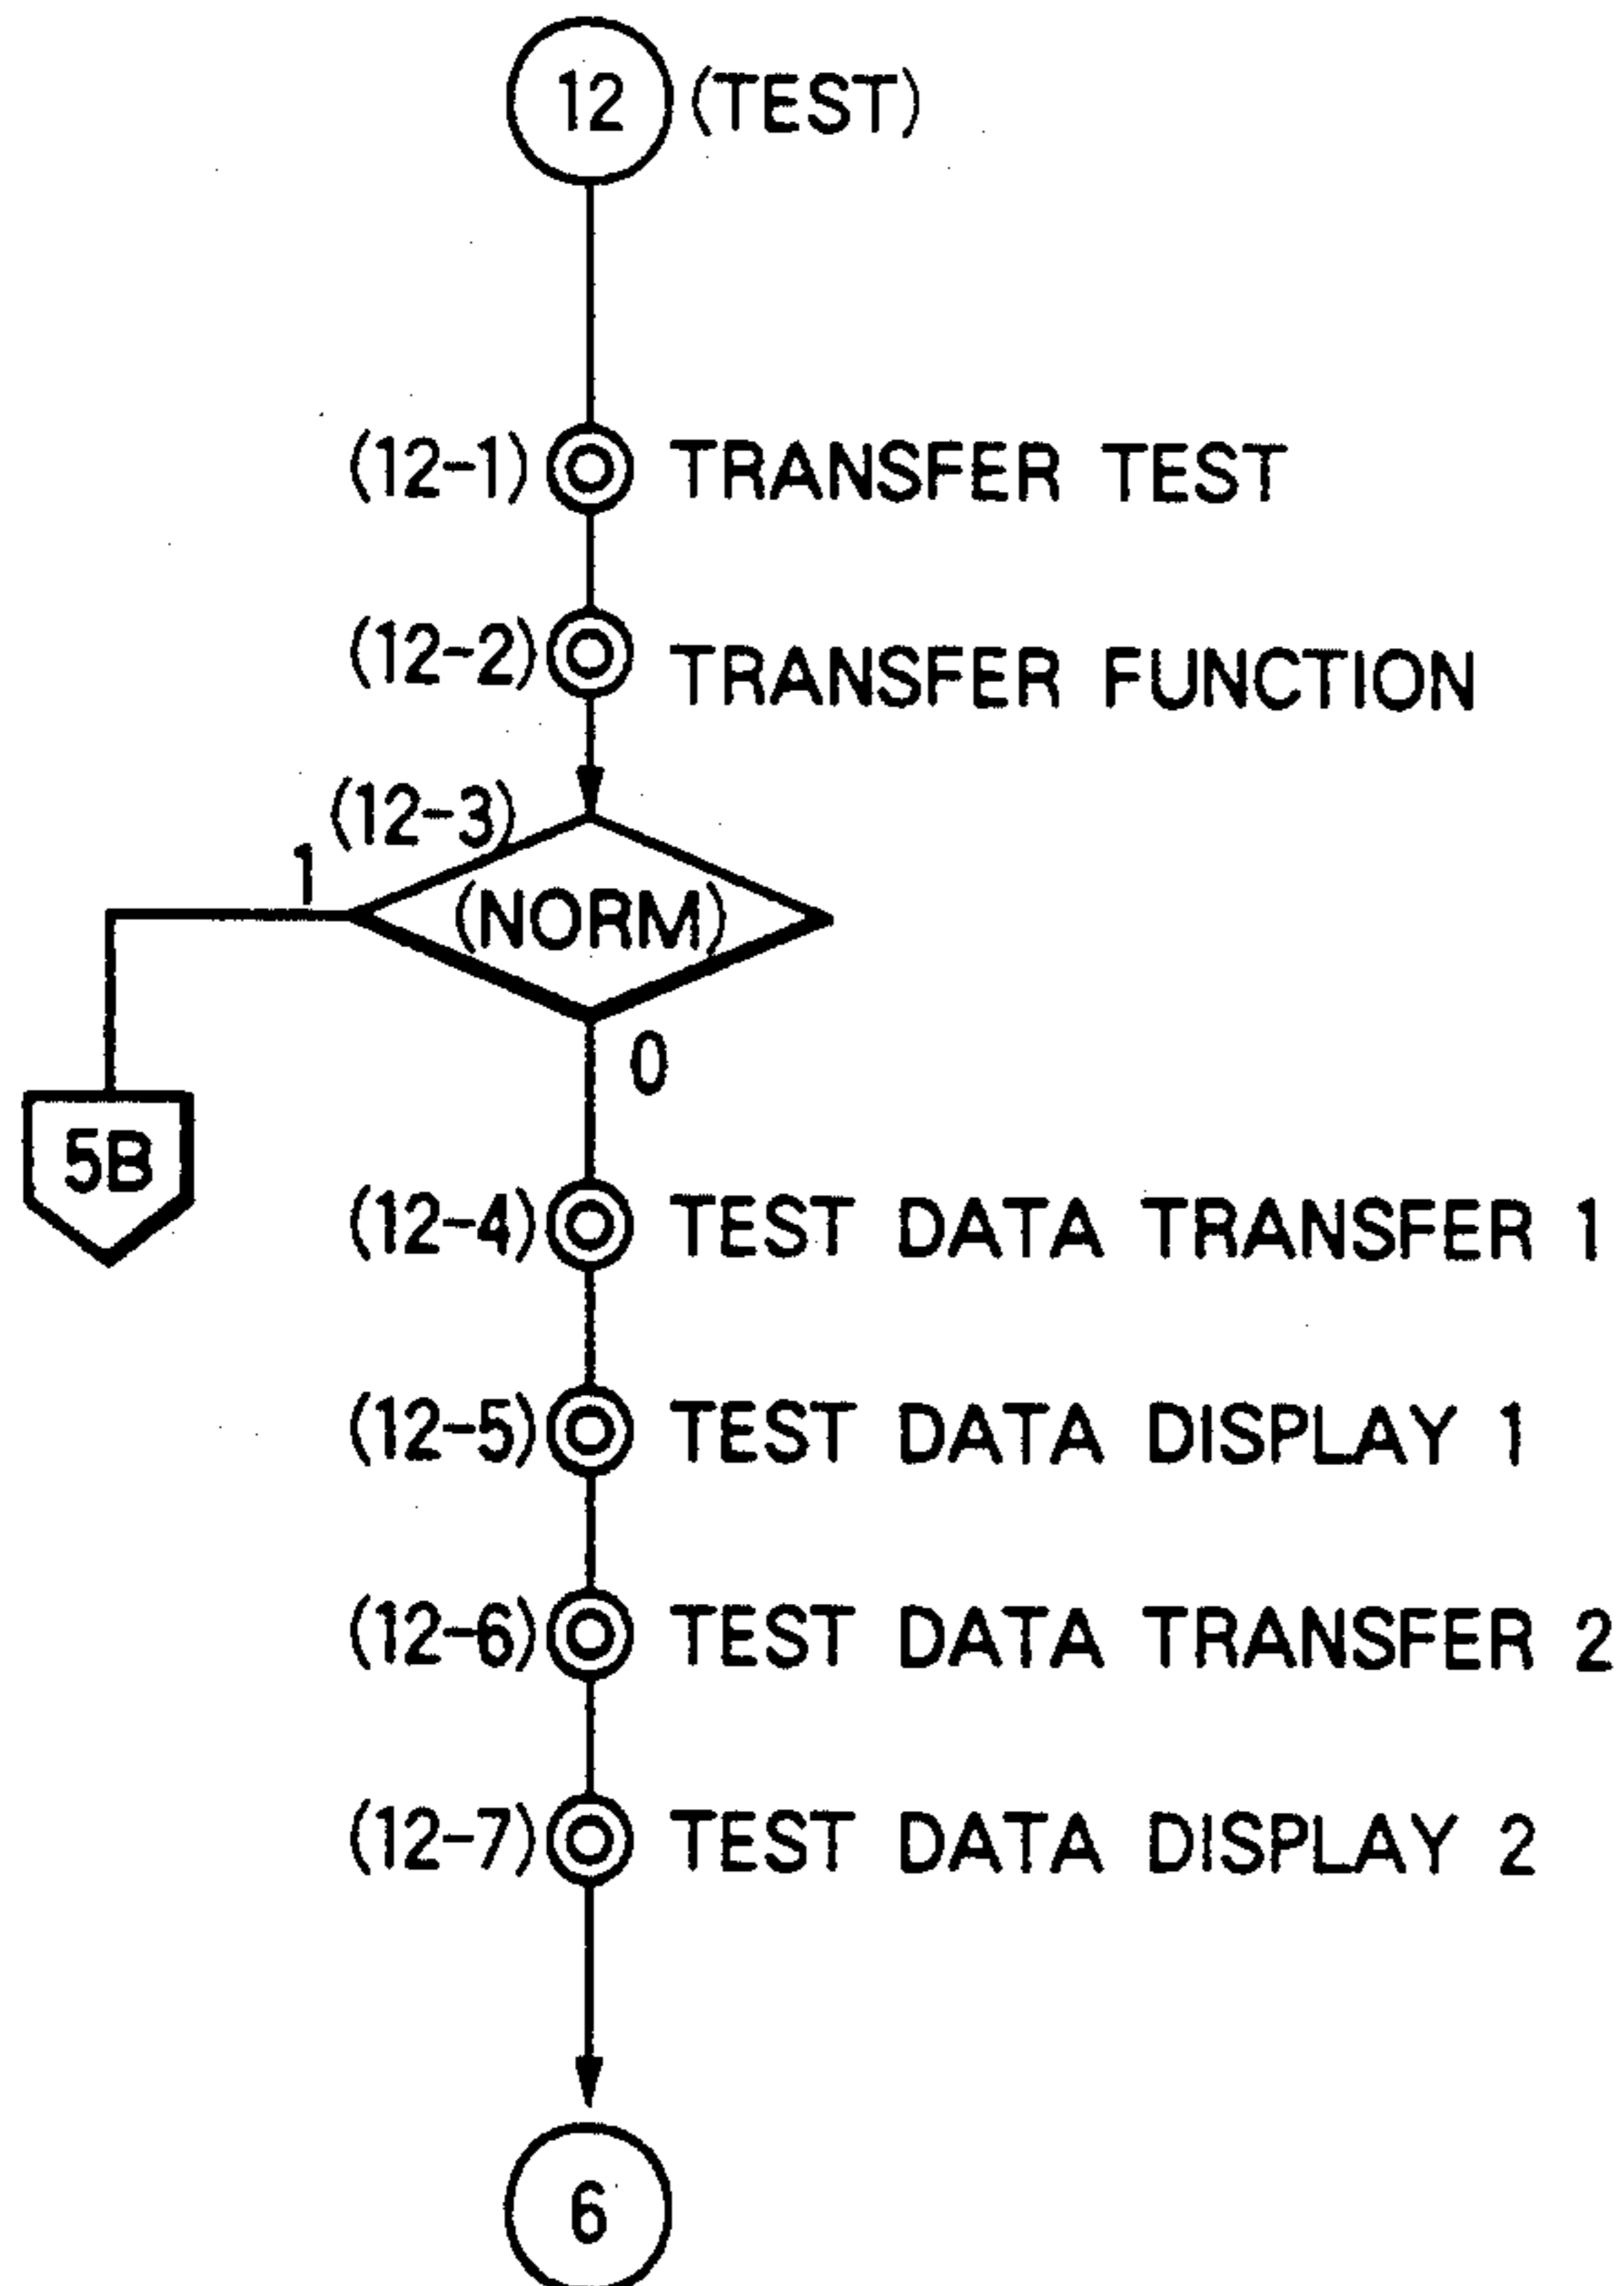 12 (TEST)
(12-1) TRANSFER TEST
(12-2) TRANSFER FUNCTION
(12-3)
1
(NORM)
0
5B
(12-4) TEST DATA TRANSFER 1
(12-5) TEST DATA DISPLAY 1
(12-6) TEST DATA TRANSFER 2
(12-7) TEST DATA DISPLAY 2
6